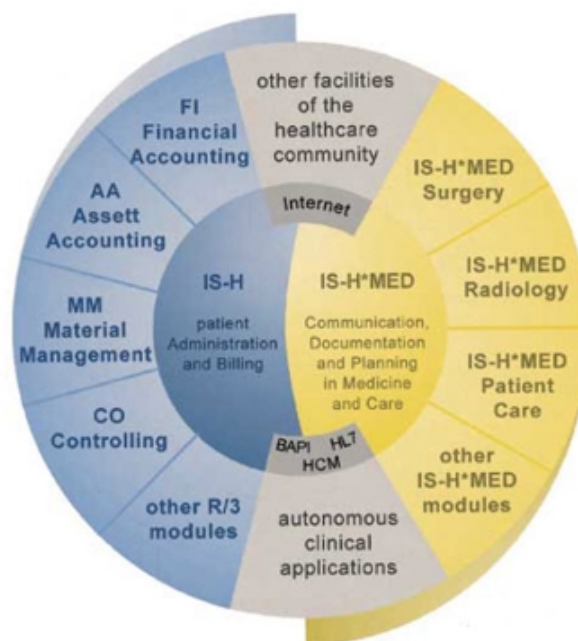 other facilities
of the
healthcare
community
Internet
FI
Financial
Accounting
AA
Assett
Accounting
MM
Material
Management
CO
Controlling
other R/3
modules
IS-H
patient
Administration
and Billing
IS-H*MED
Communication,
Documentation
and Planning
in Medicine
and Care
IS-H*MED
Surgery
IS-H*MED
Radiology
IS-H*MED
Patient
Care
other
IS-H*MED
modules
BAPI HL7
HCM
autonomous
clinical
applications